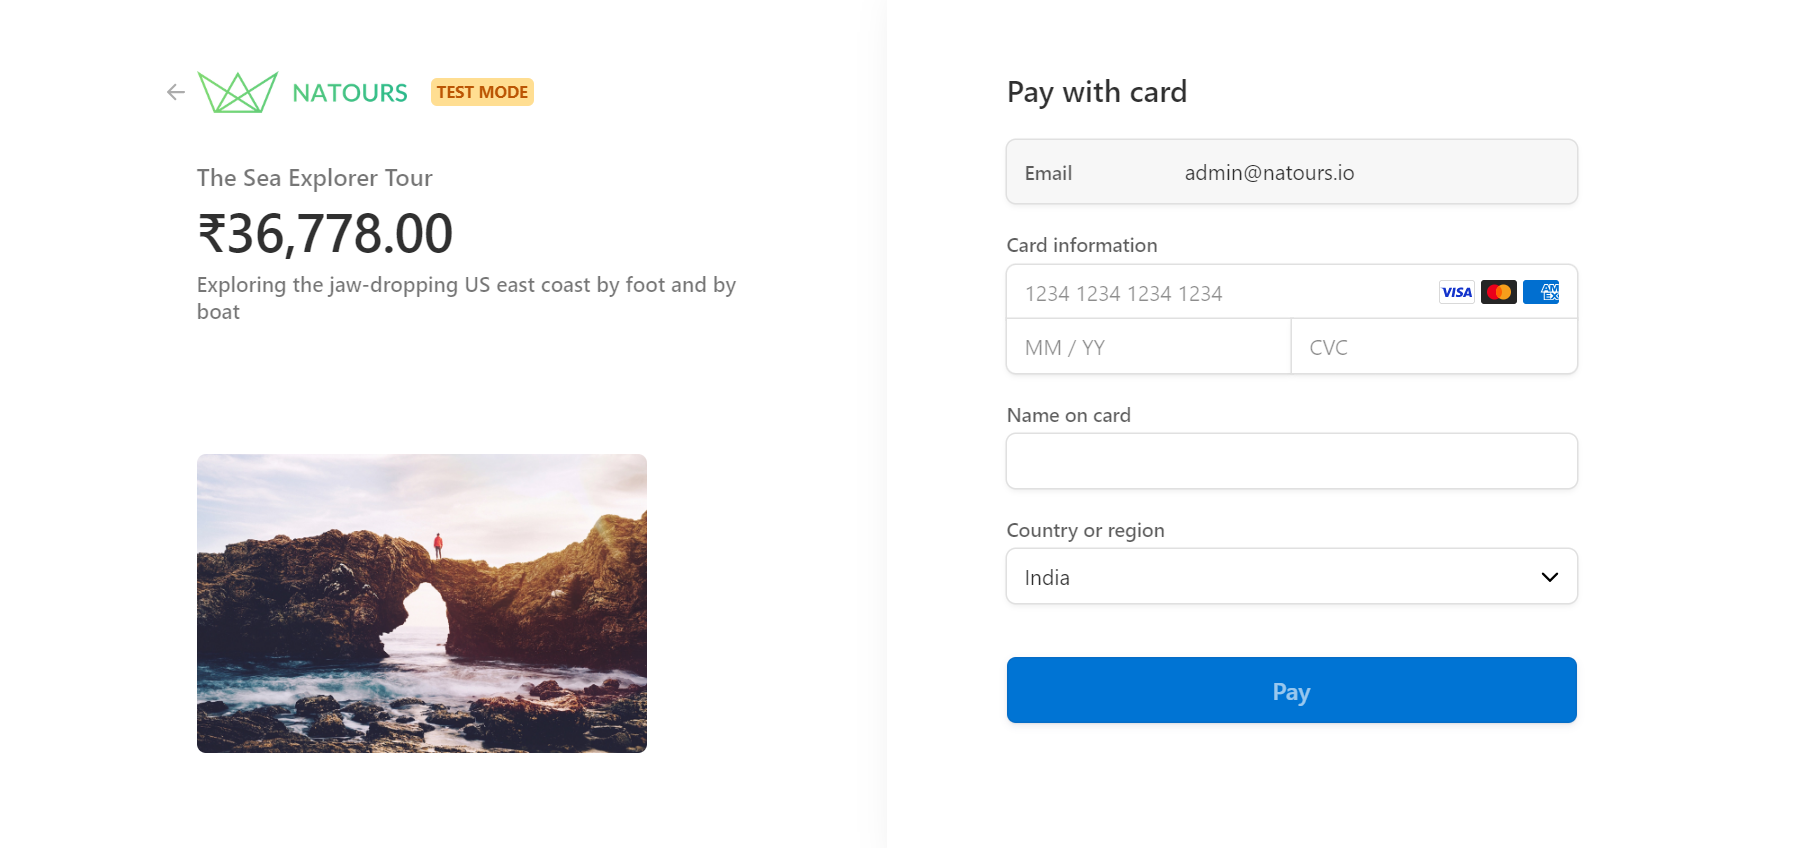 NATOURS
TEST MODE
The Sea Explorer Tour
₹36,778.00
Exploring the jaw-dropping US east coast by foot and by
boat
Pay with card
Email admin@natours.io
Card information
1234 1234 1234 1234 VISA AMEX
MM / YY CVC
Name on card
Country or region
India
Pay